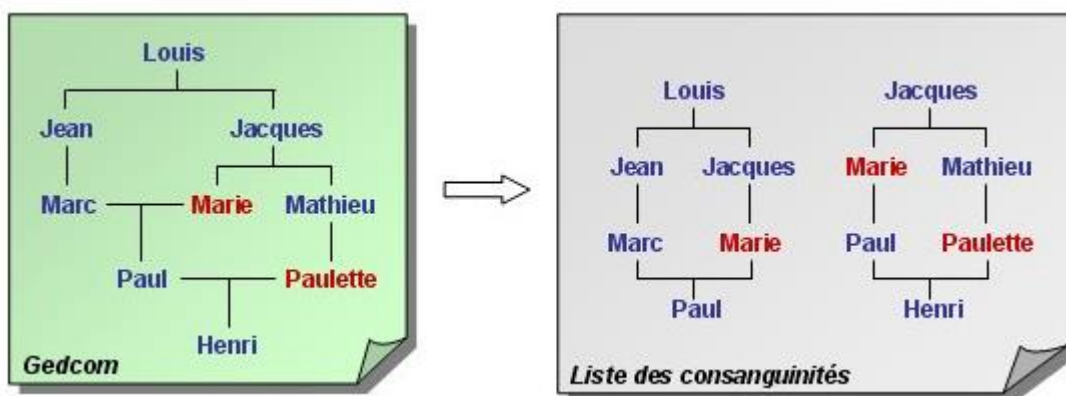 Louis
Jean Jacques
Marc Marie Mathieu
Paul Paulette
Henri
Gedcom
Louis Jacques
Jean Jacques Marie Mathieu
Marc Marie Paul Paulette
Paul Henri
Liste des consanguinités